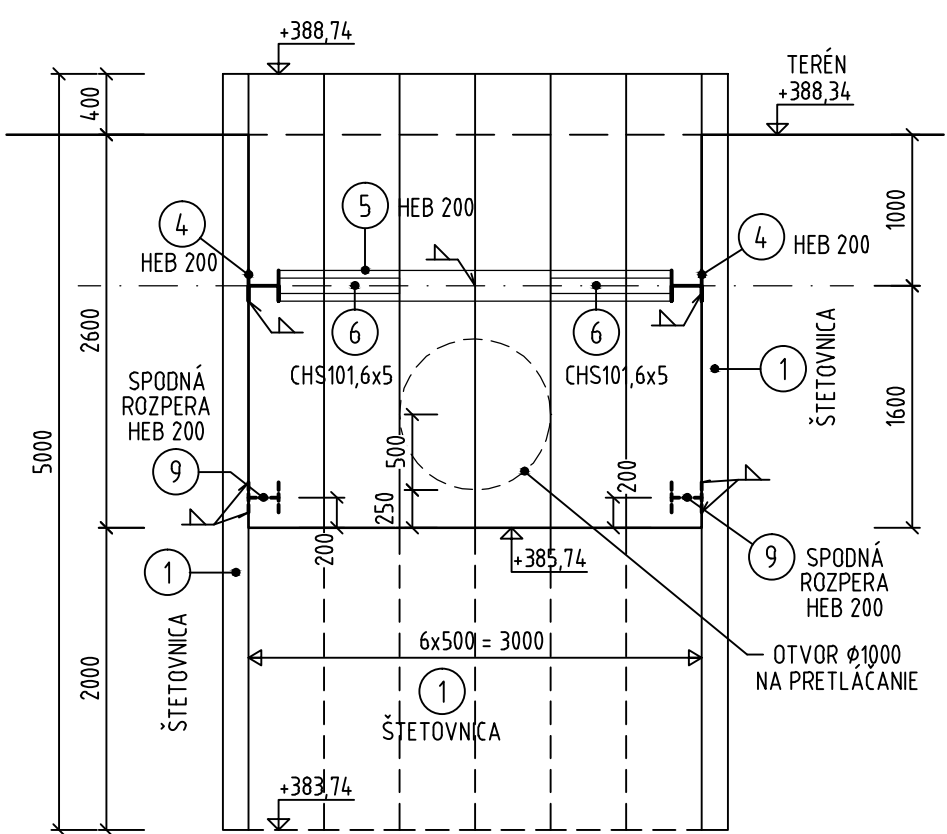 +388,74
TERÉN
+388,34
400
5
HEB 200
1000
4
HEB 200
4
HEB 200
2600
6
CHS101,6x5
6
CHS101,6x5
1
ŠTETOVNICA
1600
SPODNÁ
ROZPERA
HEB 200
9
5000
500
250
200
200
+385,74
9
SPODNÁ
ROZPERA
HEB 200
1
ŠTETOVNICA
6x500 = 3000
1
ŠTETOVNICA
OTVOR ø1000
NA PRETLÁČANIE
2000
+383,74